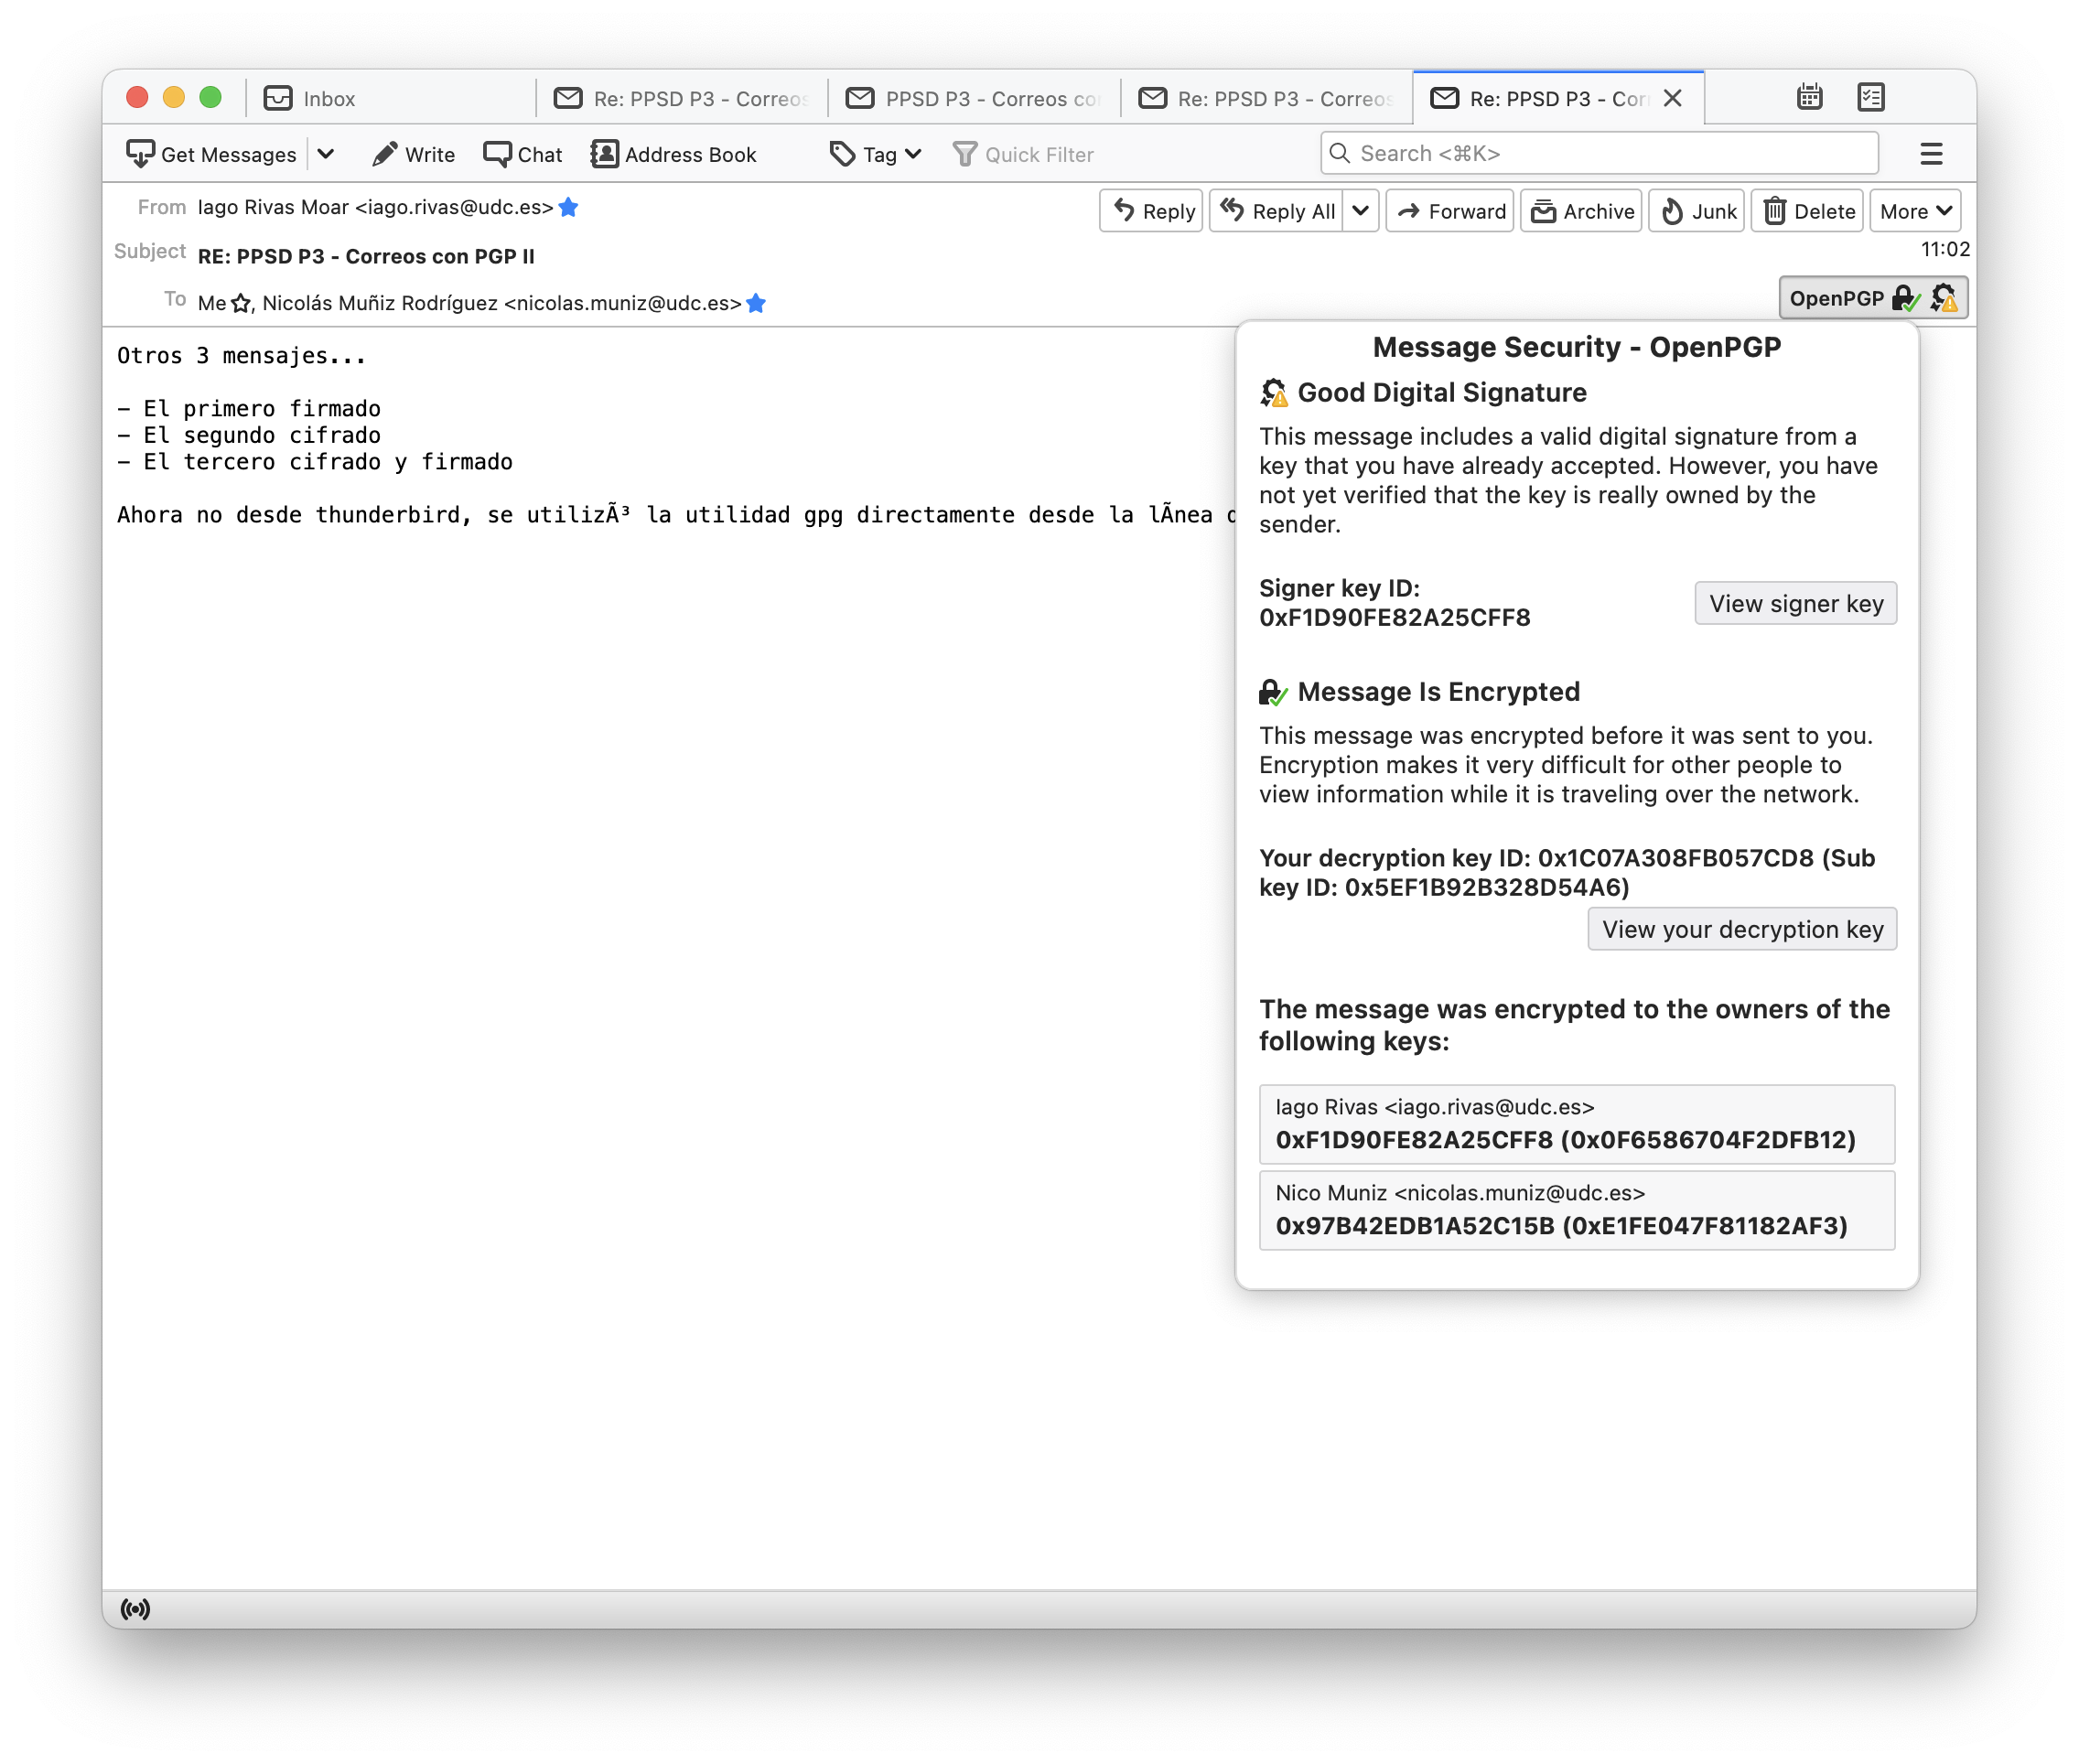 Inbox
Re: PPSD P3 - Correos
PPSD P3 - Correos co
Re: PPSD P3 - Correos
Re: PPSD P3 - Cor
Get Messages
Write
Chat
Address Book
Tag
Quick Filter
Search <⌘K>
From Iago Rivas Moar <iago.rivas@udc.es>
Reply
Reply All
Forward
Archive
Junk
Delete
More
Subject RE: PPSD P3 - Correos con PGP II
11:02
To Me, Nicolás Muñiz Rodríguez <nicolas.muniz@udc.es>
OpenPGP
Otros 3 mensajes...
- El primero firmado
- El segundo cifrado
- El tercero cifrado y firmado
Ahora no desde thunderbird, se utilizÃ³ la utilidad gpg directamente desde la lÃnea
Message Security - OpenPGP
Good Digital Signature
This message includes a valid digital signature from a
key that you have already accepted. However, you have
not yet verified that the key is really owned by the
sender.
Signer key ID:
0xF1D90FE82A25CFF8
View signer key
Message Is Encrypted
This message was encrypted before it was sent to you.
Encryption makes it very difficult for other people to
view information while it is traveling over the network.
Your decryption key ID: 0x1C07A308FB057CD8 (Sub
key ID: 0x5EF1B92B328D54A6)
View your decryption key
The message was encrypted to the owners of the
following keys:
Iago Rivas <iago.rivas@udc.es>
0xF1D90FE82A25CFF8 (0x0F6586704F2DFB12)
Nico Muniz <nicolas.muniz@udc.es>
0x97B42EDB1A52C15B (0xE1FE047F81182AF3)